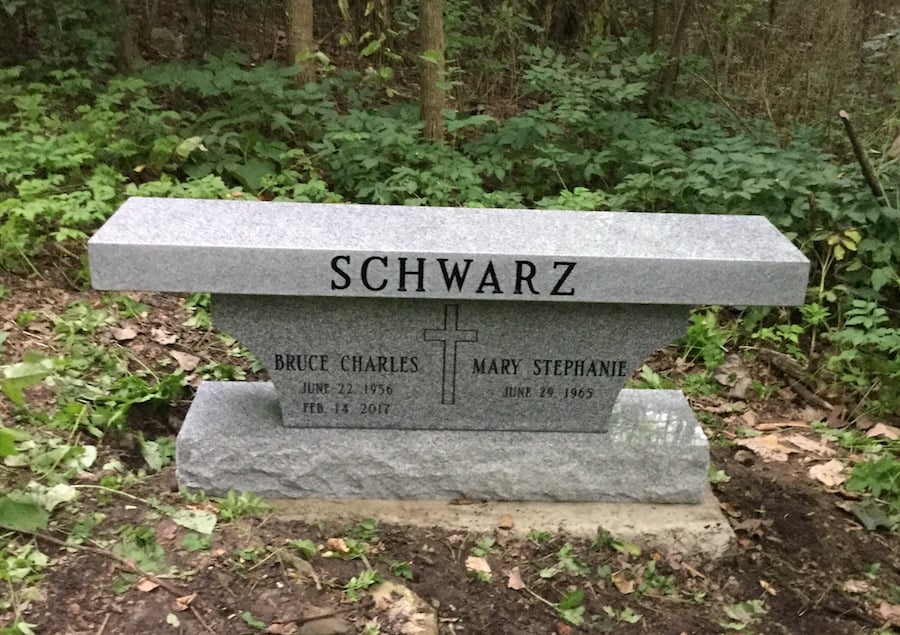 SCHWARZ
BRUCE CHARLES
JUNE 22, 1956
FEB. 14, 2017
MARY STEPHANIE
JUNE 29, 1965